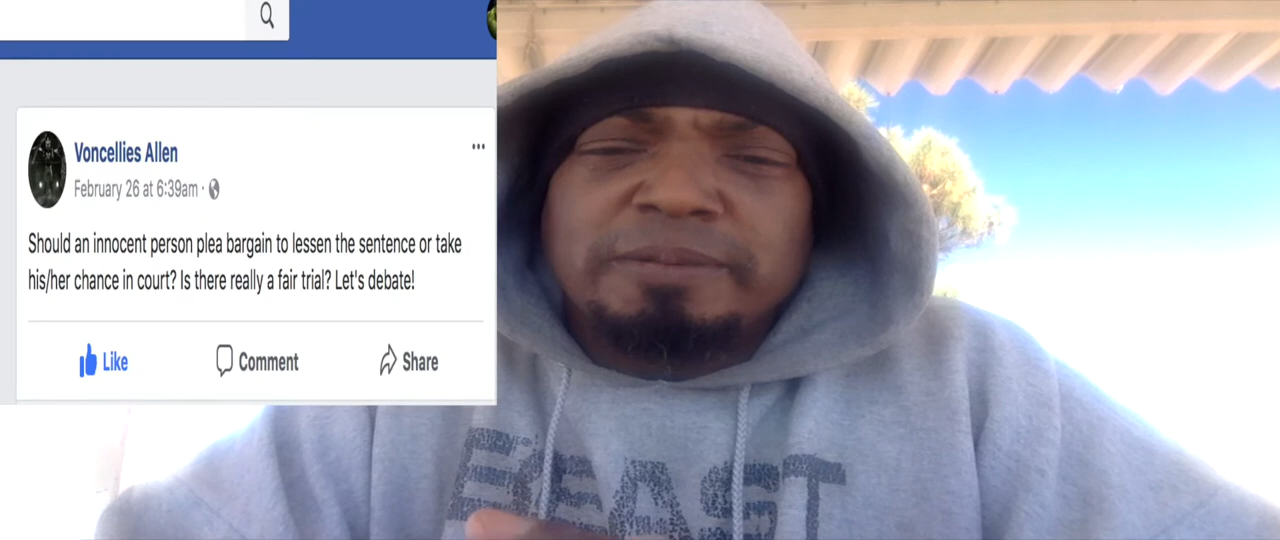 Voncellies Allen
February 26 at 6:39am ·
Should an innocent person plea bargain to lessen the sentence or take
his/her chance in court? Is there really a fair trial? Let's debate!
Like Comment Share
BEAST